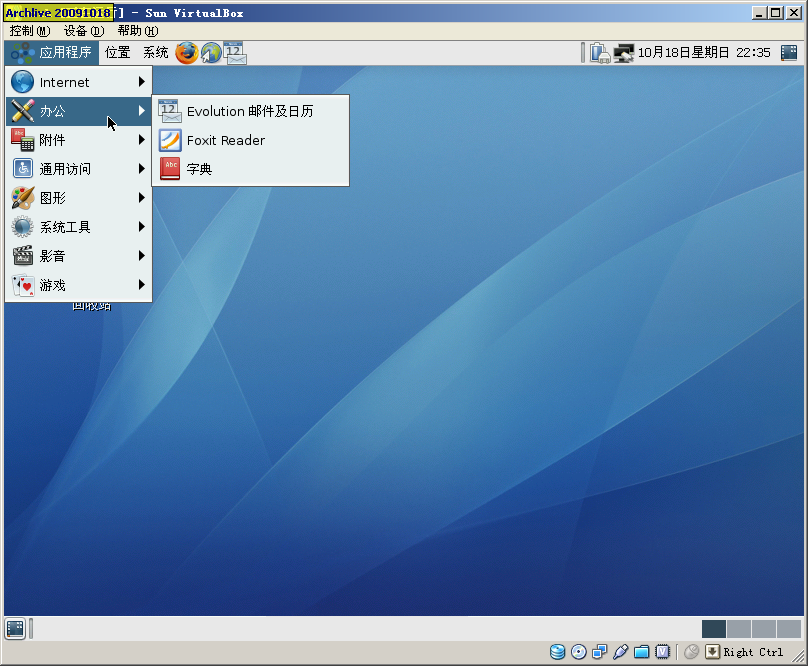 Archlive 20091018 行] - Sun VirtualBox
控制(M) 设备(D) 帮助(H)
应用程序 位置 系统 12 10月18日星期日 22:35
Internet
办公
附件
通用访问
图形
系统工具
影音
游戏
12 Evolution 邮件及日历
Foxit Reader
Abc 字典
回收站
Right Ctrl